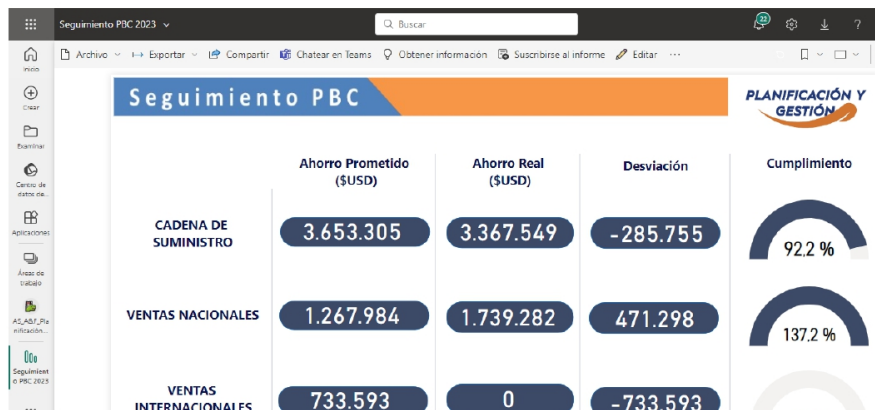 Seguimiento PBC 2023
Buscar
22
?
Archivo Exportar Compartir Chatear en Teams Obtener información Suscribirse al informe Editar ...
Inicio
Crear
Examinar
Centro de
datos de...
Aplicaciones
Áreas de
trabajo
AS_A&F_Pla
nificación...
Seguimient
o PBC 2023
Seguimiento PBC
PLANIFICACIÓN Y
GESTIÓN
Ahorro Prometido
($USD)
Ahorro Real
($USD)
Desviación
Cumplimiento
CADENA DE
SUMINISTRO
3.653.305 3.367.549 -285.755
92,2 %
VENTAS NACIONALES 1.267.984 1.739.282 471.298
137,2 %
VENTAS
INTERNACIONALES
733.593 0 -733.593